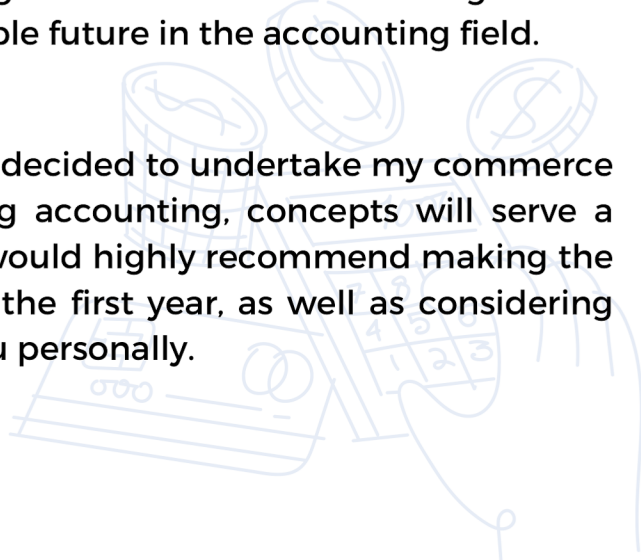 ble future in the accounting field.
decided to undertake my commerce
g accounting, concepts will serve a
would highly recommend making the
the first year, as well as considering
u personally.